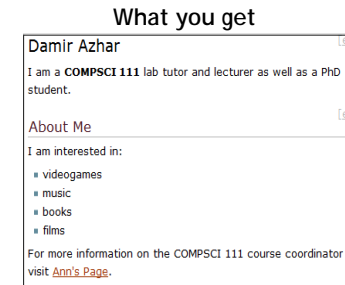 What you get
Damir Azhar
I am a COMPSCI 111 lab tutor and lecturer as well as a PhD
student.
About Me
I am interested in:
videogames
music
books
films
For more information on the COMPSCI 111 course coordinator
visit Ann's Page.